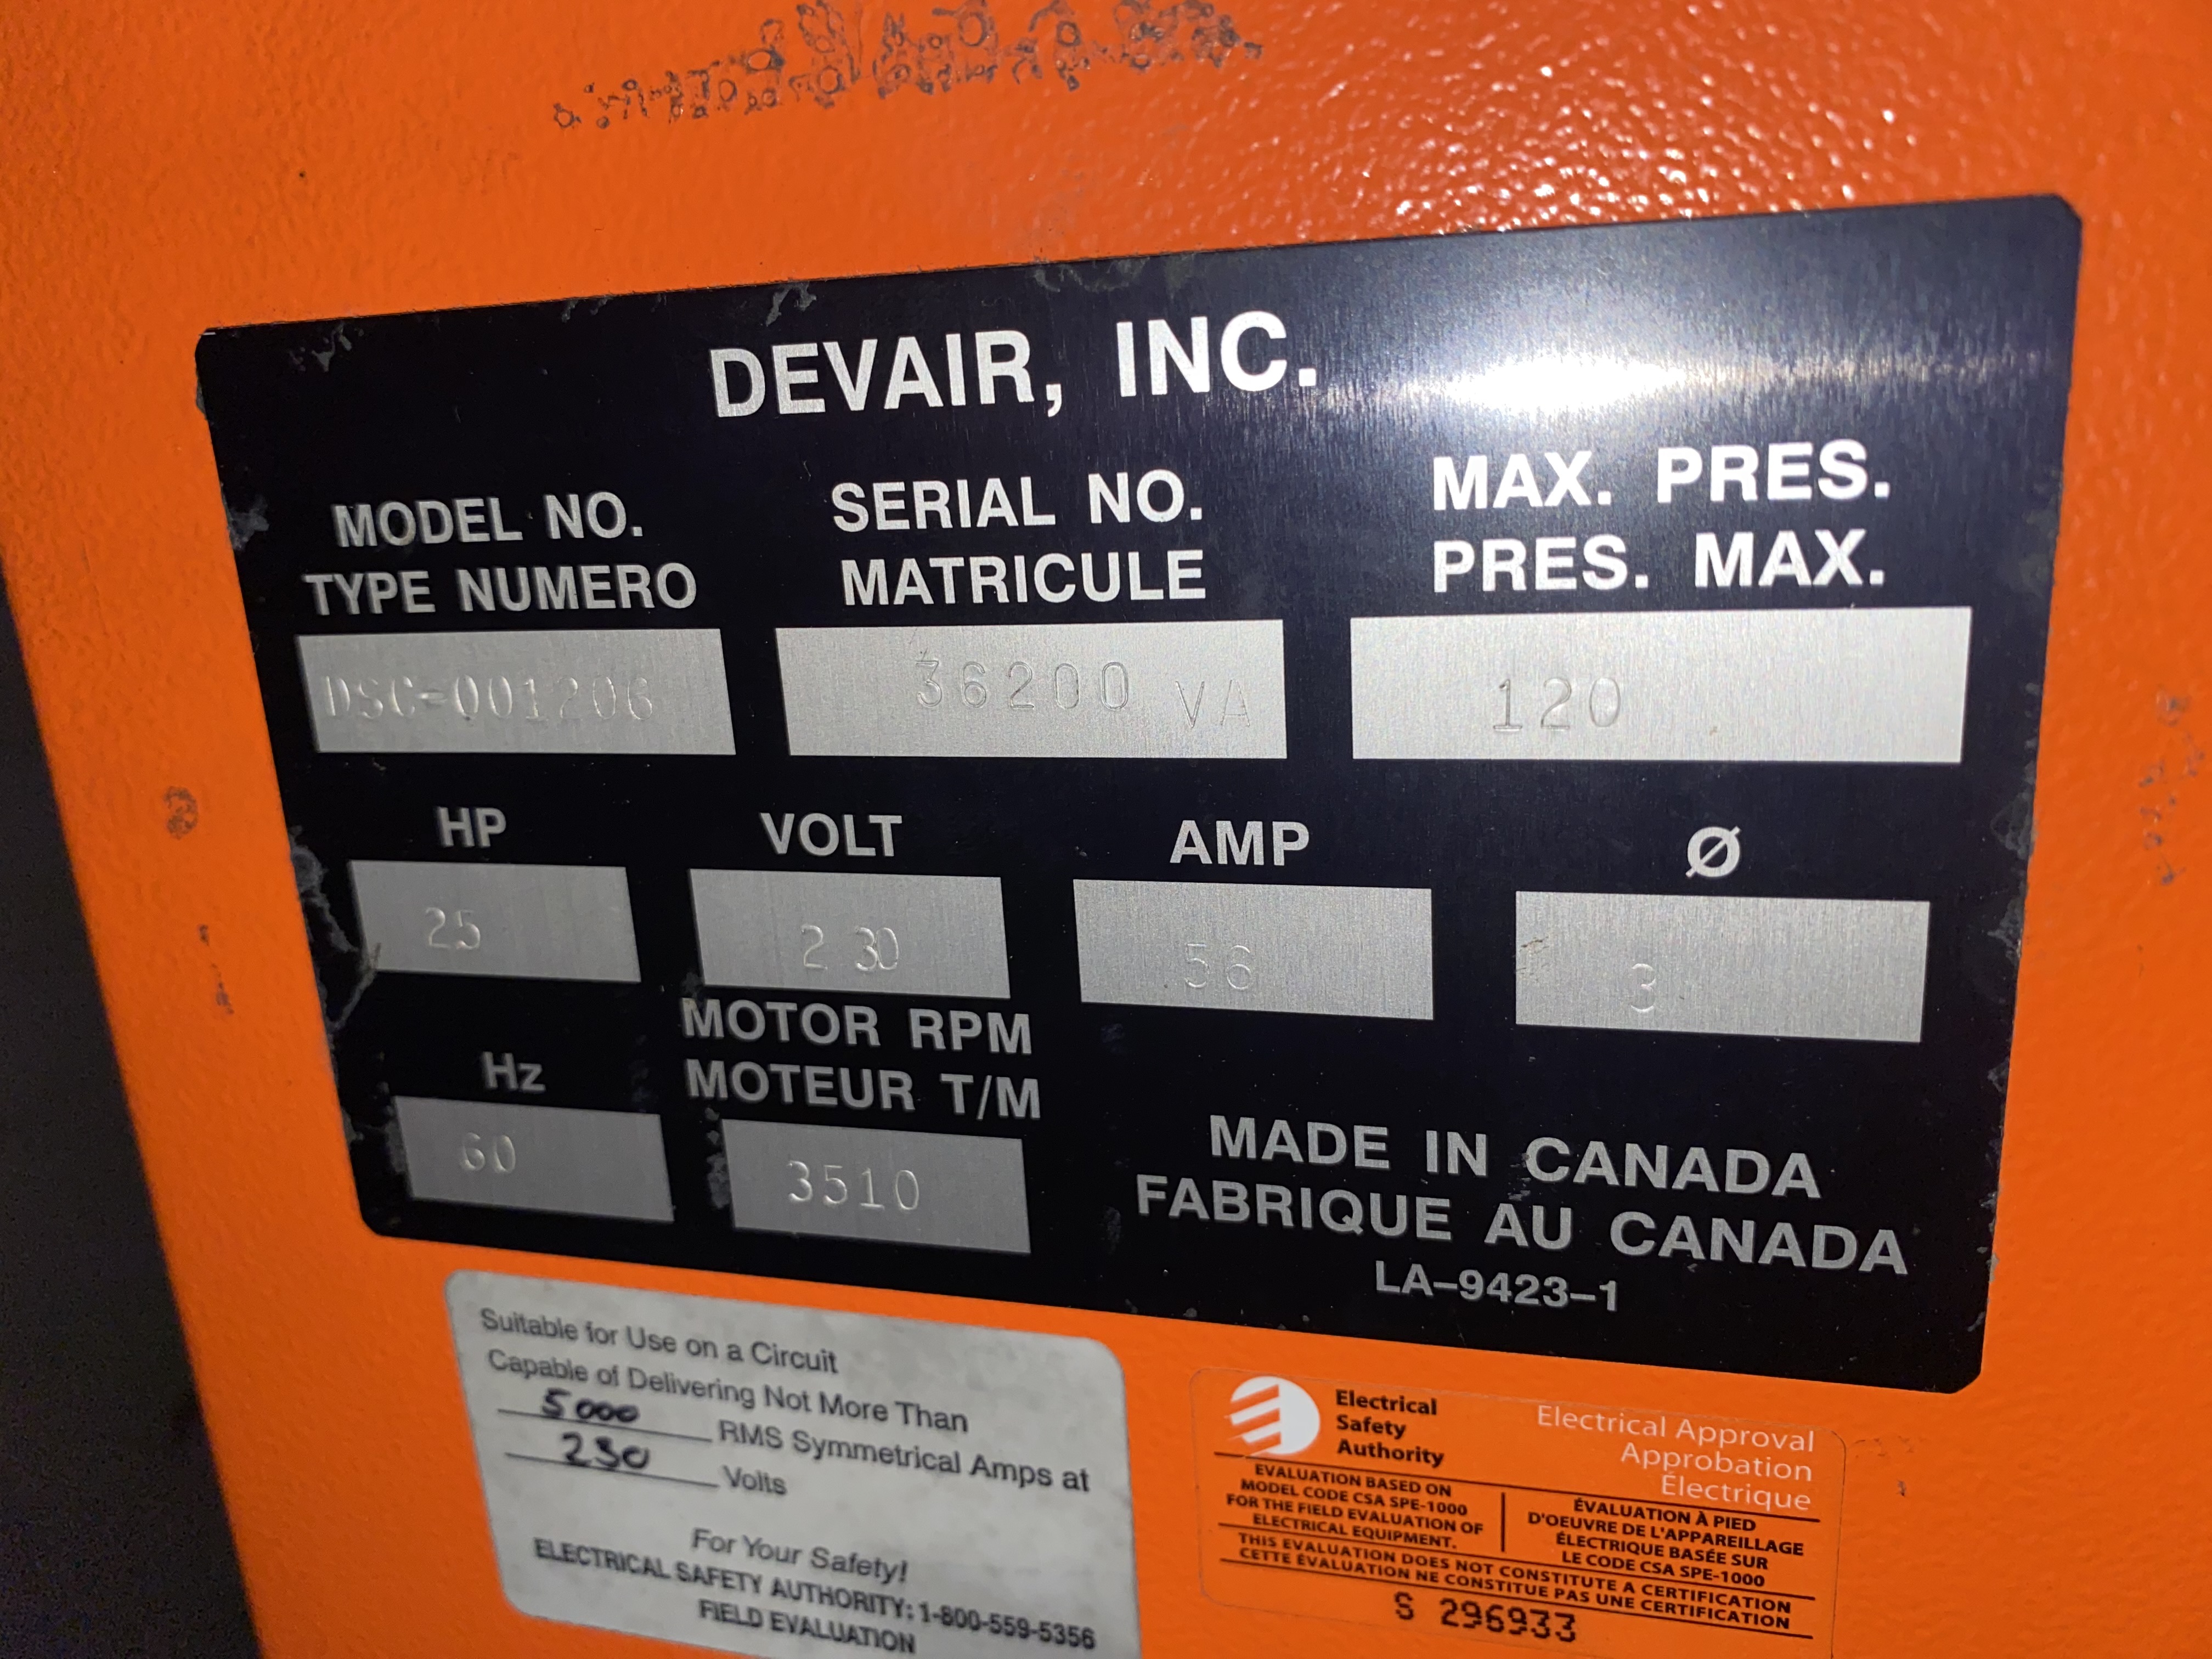 DEVAIR, INC.
MODEL NO.
TYPE NUMERO
DSC-001206
SERIAL NO.
MATRICULE
36200 VA
MAX. PRES.
PRES. MAX.
120
HP
25
VOLT
230
AMP
56
Ø
3
Hz
60
MOTOR RPM
MOTEUR T/M
3510
MADE IN CANADA
FABRIQUE AU CANADA
LA-9423-1
Suitable for Use on a Circuit
Capable of Delivering Not More Than
5000 RMS Symmetrical Amps at
230 Volts
For Your Safety!
ELECTRICAL SAFETY AUTHORITY: 1-800-559-5356
FIELD EVALUATION
Electrical
Safety
Authority
Electrical Approval
Approbation
Électrique
EVALUATION BASED ON
MODEL CODE CSA SPE-1000
FOR THE FIELD EVALUATION OF
ELECTRICAL EQUIPMENT.
ÉVALUATION À PIED
D'OEUVRE DE L'APPAREILLAGE
ÉLECTRIQUE BASÉE SUR
LE CODE CSA SPE-1000
THIS EVALUATION DOES NOT CONSTITUTE A CERTIFICATION
CETTE ÉVALUATION NE CONSTITUE PAS UNE CERTIFICATION
S 296933